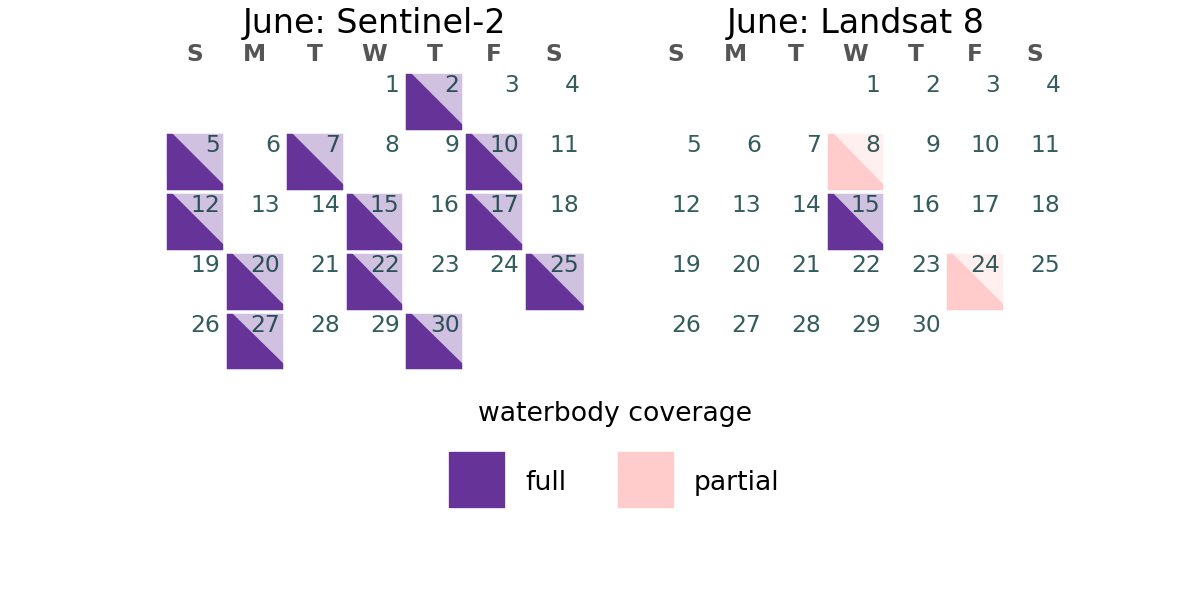 June: Sentinel-2
S M T W T F S
1 2 3 4
5 6 7 8 9 10 11
12 13 14 15 16 17 18
19 20 21 22 23 24 25
26 27 28 29 30
June: Landsat 8
S M T W T F S
1 2 3 4
5 6 7 8 9 10 11
12 13 14 15 16 17 18
19 20 21 22 23 24 25
26 27 28 29 30
waterbody coverage
full partial